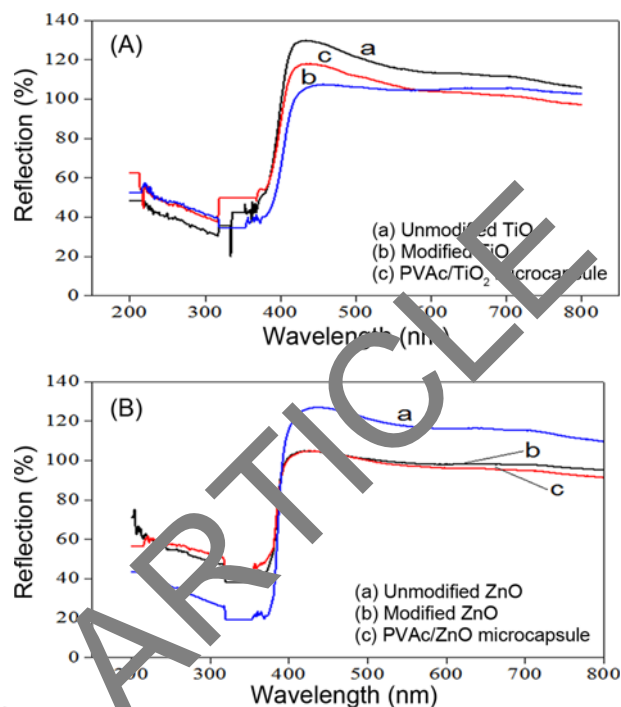 (A)
a
c
b
140
120
100
80
60
40
20
0
Reflection (%)
(a) Unmodified TiO
(b) Modified TiO
(c) PVAc/TiO₂ microcapsule
200 300 400 500 600 700 800
Wavelength (nm)
(B)
a
b
c
140
120
100
80
60
40
20
0
Reflection (%)
(a) Unmodified ZnO
(b) Modified ZnO
(c) PVAc/ZnO microcapsule
200 300 400 500 600 700 800
Wavelength (nm)
ARTICLE